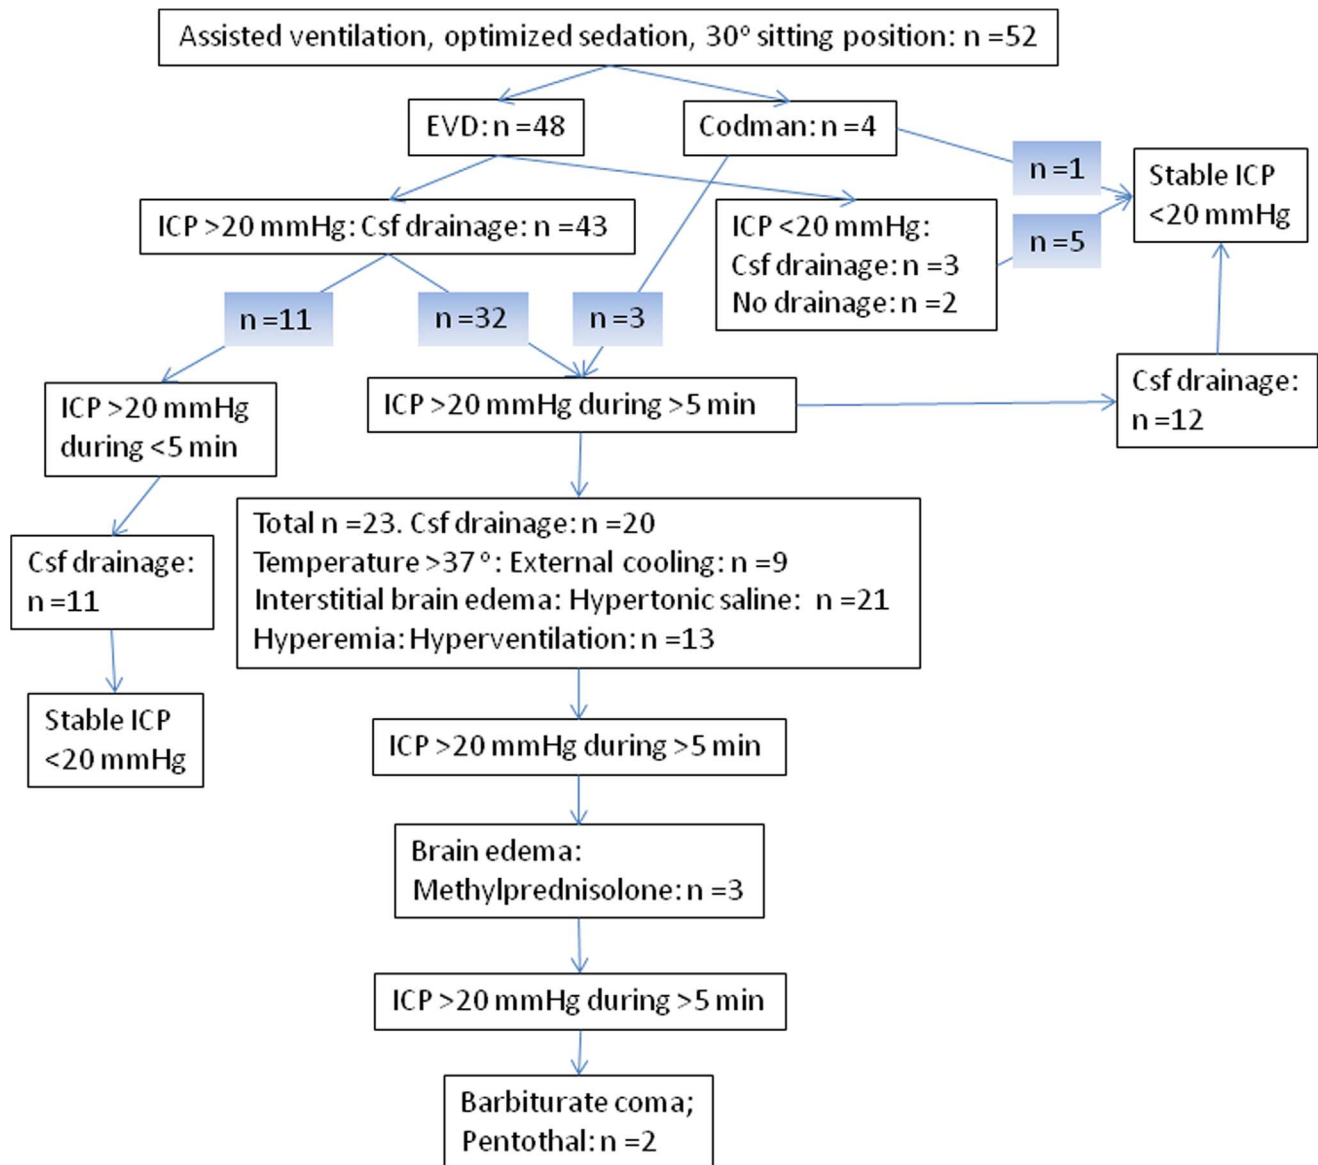 Assisted ventilation, optimized sedation, 30° sitting position: n =52
EVD: n =48
Codman: n =4
n =1
Stable ICP
<20 mmHg
ICP >20 mmHg: Csf drainage: n =43
ICP <20 mmHg:
Csf drainage: n =3
No drainage: n =2
n =5
n =11
n =32
n =3
ICP >20 mmHg
during <5 min
ICP >20 mmHg during >5 min
Csf drainage:
n =12
Total n =23. Csf drainage: n =20
Temperature >37°: External cooling: n =9
Interstitial brain edema: Hypertonic saline: n =21
Hyperemia: Hyperventilation: n =13
Csf drainage:
n =11
Stable ICP
<20 mmHg
ICP >20 mmHg during >5 min
Brain edema:
Methylprednisolone: n =3
ICP >20 mmHg during >5 min
Barbiturate coma;
Pentothal: n =2